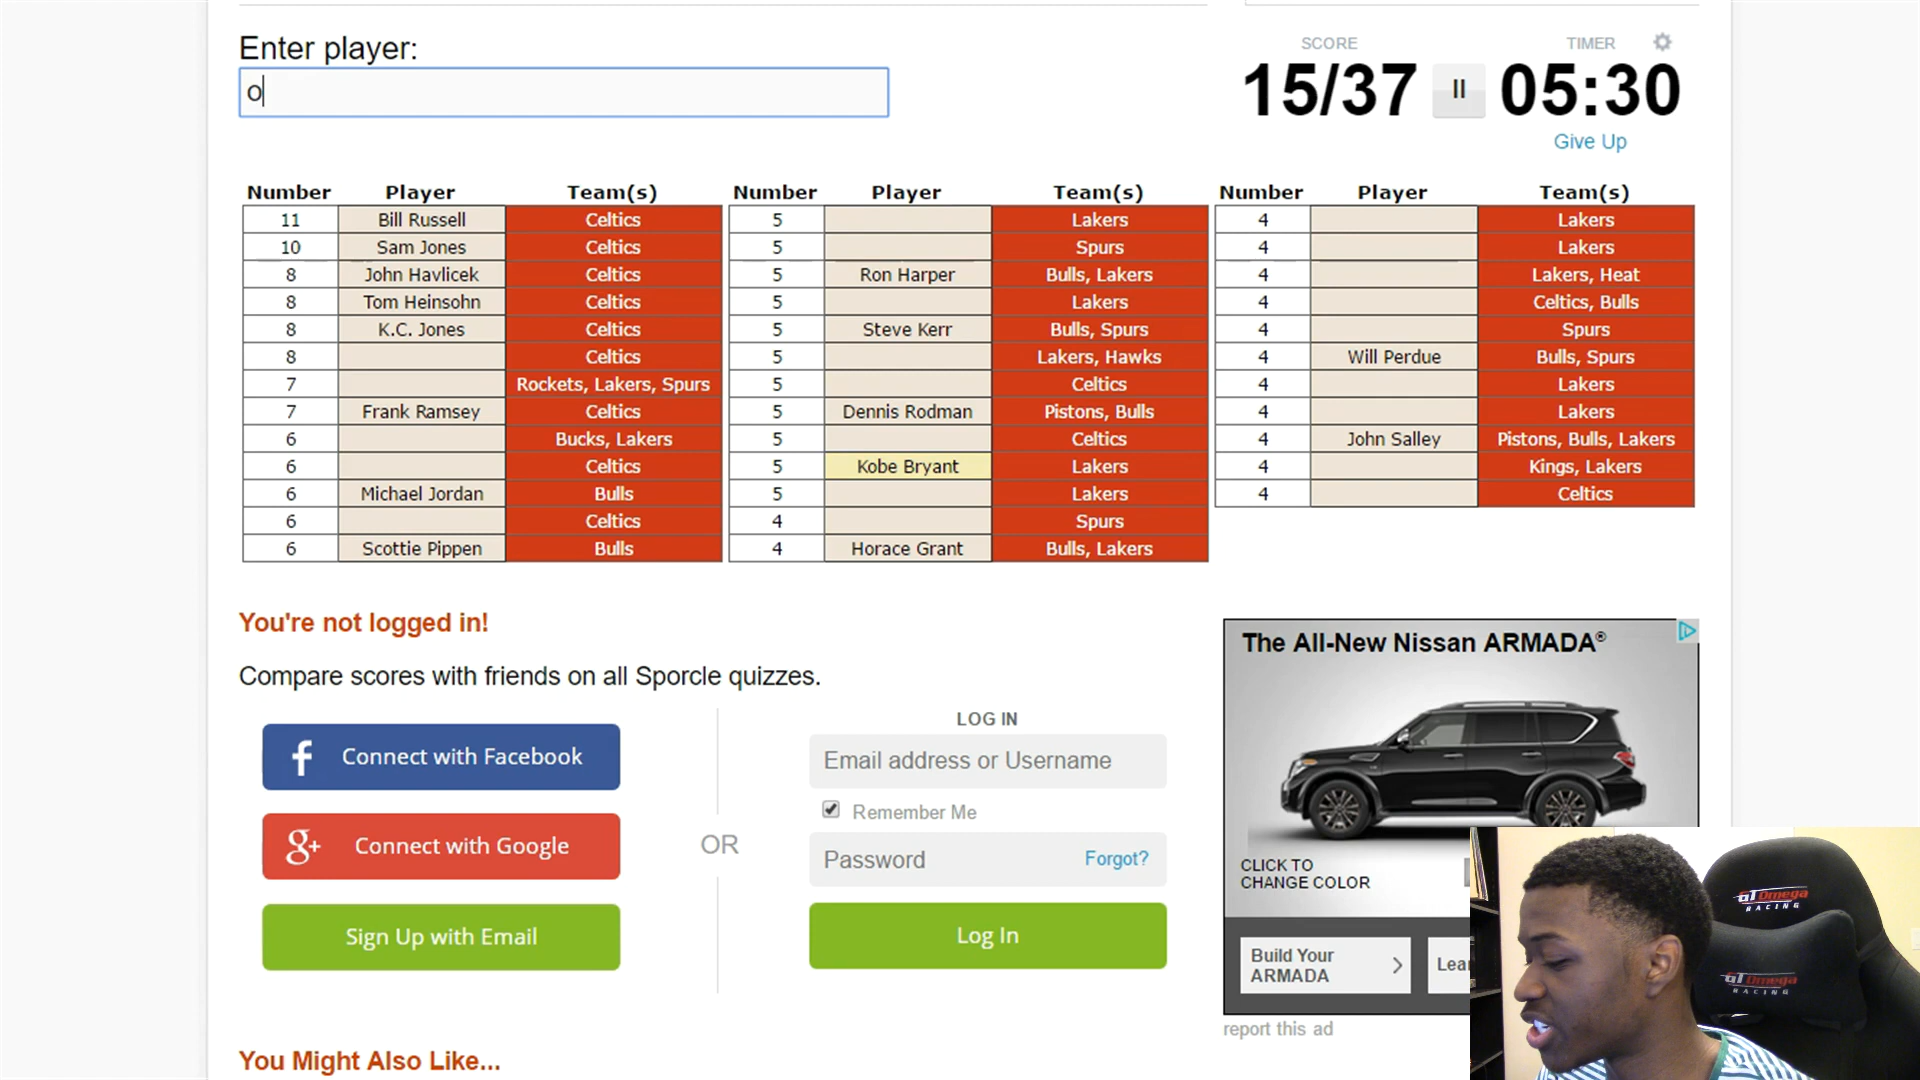 Enter player:
o
SCORE
15/37
TIMER
05:30
Give Up
Number Player Team(s)
11 Bill Russell Celtics
10 Sam Jones Celtics
8 John Havlicek Celtics
8 Tom Heinsohn Celtics
8 K.C. Jones Celtics
8 Celtics
7 Rockets, Lakers, Spurs
7 Frank Ramsey Celtics
6 Bucks, Lakers
6 Celtics
6 Michael Jordan Bulls
6 Celtics
6 Scottie Pippen Bulls
Number Player Team(s)
5 Lakers
5 Spurs
5 Ron Harper Bulls, Lakers
5 Lakers
5 Steve Kerr Bulls, Spurs
5 Lakers, Hawks
5 Celtics
5 Dennis Rodman Pistons, Bulls
5 Celtics
5 Kobe Bryant Lakers
5 Lakers
4 Spurs
4 Horace Grant Bulls, Lakers
Number Player Team(s)
4 Lakers
4 Lakers
4 Lakers, Heat
4 Celtics, Bulls
4 Spurs
4 Will Perdue Bulls, Spurs
4 Lakers
4 Lakers
4 John Salley Pistons, Bulls, Lakers
4 Kings, Lakers
4 Celtics
You're not logged in!
Compare scores with friends on all Sporcle quizzes.
f Connect with Facebook
g+ Connect with Google
Sign Up with Email
OR
LOG IN
Email address or Username
Remember Me
Password Forgot?
Log In
The All-New Nissan ARMADA®
CLICK TO
CHANGE COLOR
Build Your
ARMADA
Lear
report this ad
GT Omega
RACING
GT Omega
RACING
You Might Also Like...